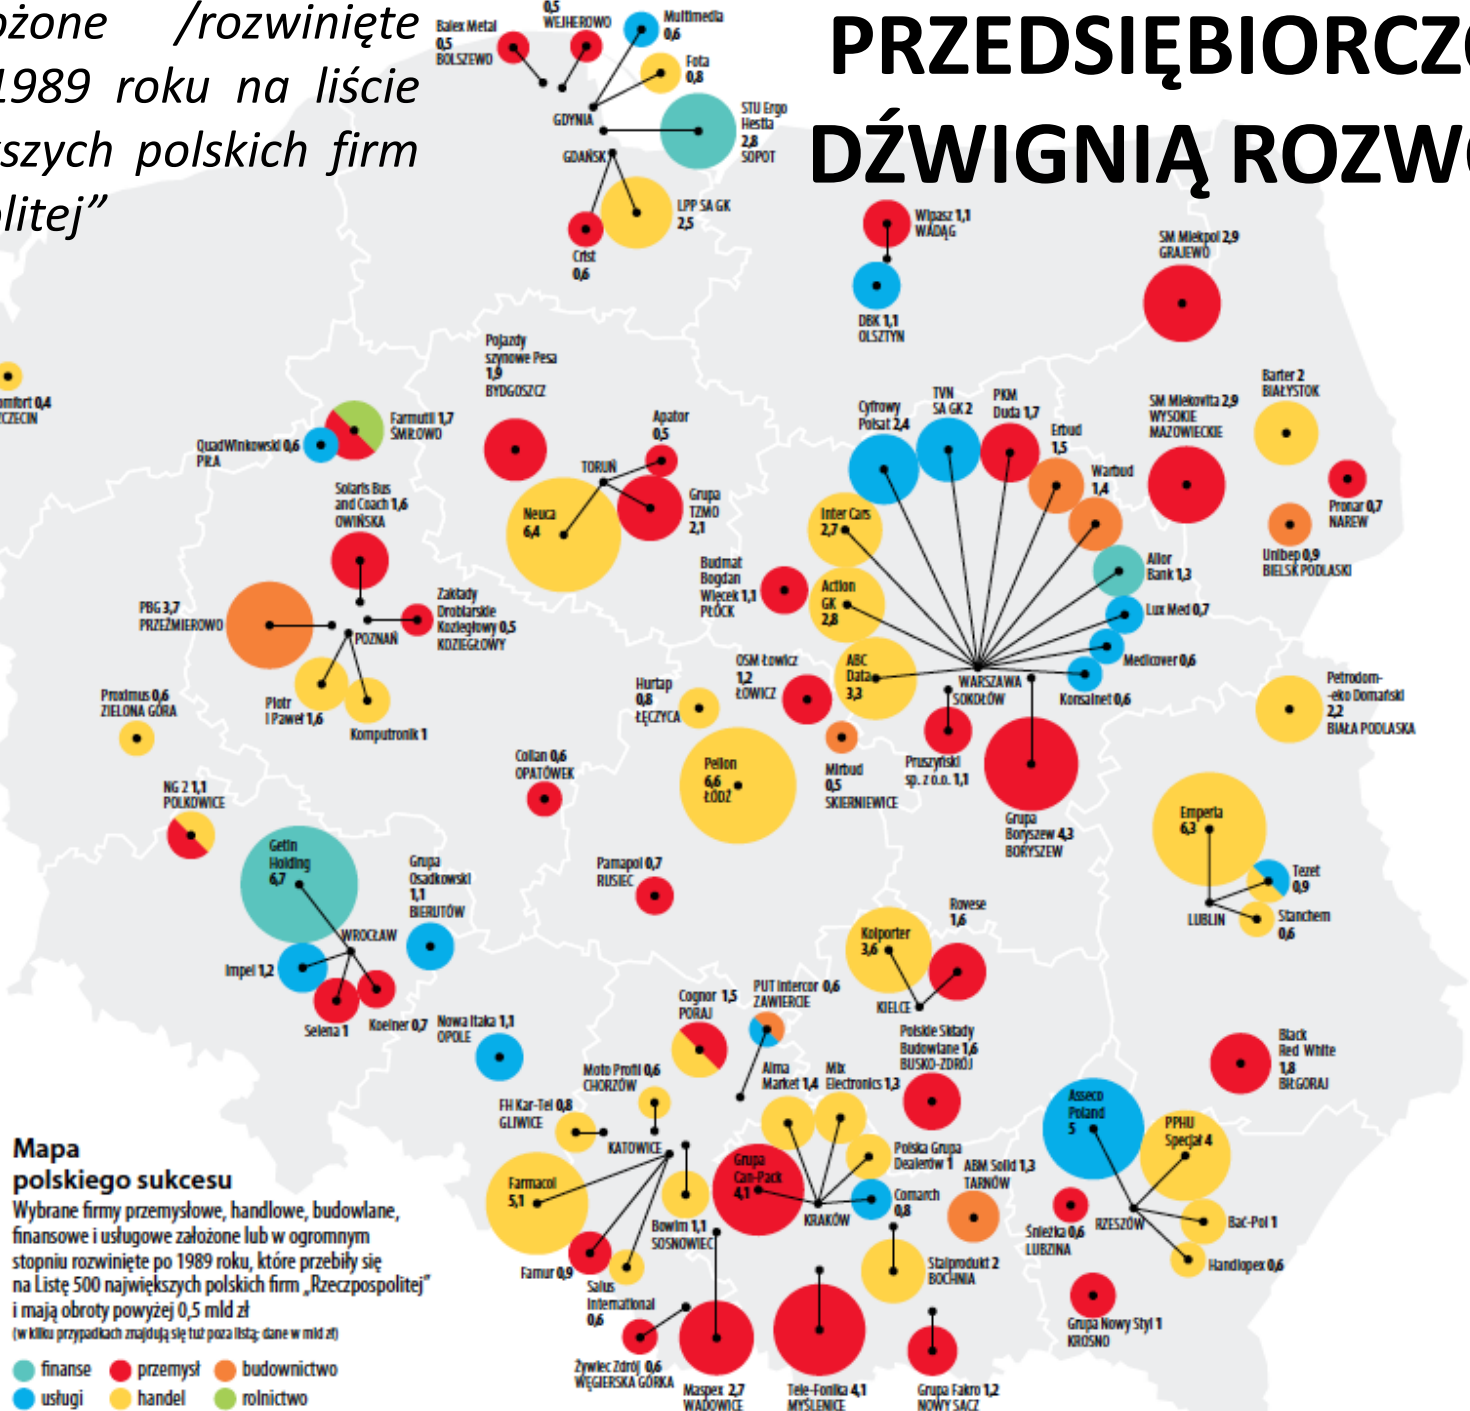 ożone /rozwinięte
1989 roku na liście
szych polskich firm
olitej”
PRZEDSIĘBIORCZO
DŹWIGNIĄ ROZWO
Balex Metal
0,5
BOLSZEWO
0,5
WEJHEROWO
Multimedia
0,6
Fota
0,8
GDYNIA
STU Ergo
Hestia
2,8
SOPOT
GDAŃSK
LPP SA GK
2,5
Crist
0,6
Wipasz 1,1
WADĄG
DBK 1,1
OLSZTYN
SM Mlekpol 2,9
GRAJEWO
omfort 0,4
ZCZECIN
Pojazdy
szynowe Pesa
1,9
BYDGOSZCZ
Farmutil 1,7
ŚMIŁOWO
QuadWinkowski 0,6
PIŁA
Apator
0,5
TORUŃ
Neuca
6,4
Grupa
TZMO
2,1
Cyfrowy
Polsat 2,4
TVN
SA GK 2
PKM
Duda 1,7
Erbud
1,5
Warbud
1,4
SM Mlekovita 2,9
WYSOKIE
MAZOWIECKIE
Barter 2
BIAŁYSTOK
Pronar 0,7
NAREW
Unibep 0,9
BIELSK PODLASKI
Solaris Bus
and Coach 1,6
OWIŃSKA
Inter Cars
2,7
Alior
Bank 1,3
Budmat
Bogdan
Więcek 1,1
PŁOCK
Action
GK
2,8
Lux Med 0,7
PBG 3,7
PRZEŹMIEROWO
Zakłady
Drobiarskie
Koziegłowy 0,5
KOZIEGŁOWY
POZNAŃ
OSM Łowicz
1,2
ŁOWICZ
ABC
Data
3,3
WARSZAWA
Medicover 0,6
Konsalnet 0,6
SOKOŁÓW
Proximus 0,6
ZIELONA GÓRA
Piotr
i Paweł 1,6
Komputronik 1
Hurtap
0,8
ŁĘCZYCA
Petrodom-
-eko Domański
2,2
BIAŁA PODLASKA
NG 2 1,1
POLKOWICE
Colian 0,6
OPATÓWEK
Pelion
6,6
ŁÓDŹ
Mirbud
0,5
SKIERNIEWICE
Pruszyński
sp. z o.o. 1,1
Grupa
Boryszew 4,3
BORYSZEW
Emperia
6,3
Getin
Holding
6,7
Grupa
Osadkowski
1,1
BIERUTÓW
Pamapol 0,7
RUSIEC
Tezet
0,9
LUBLIN
Stanchem
0,6
WROCŁAW
Impel 1,2
Selena 1
Koelner 0,7
Nowa Itaka 1,1
OPOLE
Kolporter
3,6
Rovese
1,6
KIELCE
Cognor 1,5
PORAJ
PUT Intercor 0,6
ZAWIERCIE
Polskie Składy
Budowlane 1,6
BUSKO-ZDRÓJ
Black
Red White
1,8
BIŁGORAJ
Moto Profil 0,6
CHORZÓW
FH Kar-Tel 0,8
GLIWICE
KATOWICE
Alma
Market 1,4
Mix
Electronics 1,3
Asseco
Poland
5
PPHU
Specjał 4
Farmacol
5,1
Grupa
Can-Pack
4,1
Polska Grupa
Dealerów 1
ABM Solid 1,3
TARNÓW
Comarch
0,8
KRAKÓW
Bowim 1,1
SOSNOWIEC
Śnieżka 0,6
LUBZINA
RZESZÓW
Bać-Pol 1
Handlopex 0,6
Famur 0,9
Salus
International
0,6
Stalprodukt 2
BOCHNIA
Grupa Nowy Styl 1
KROSNO
Żywiec Zdrój 0,6
WĘGIERSKA GÓRKA
Maspex 2,7
WADOWICE
Tele-Fonika 4,1
MYŚLENICE
Grupa Fakro 1,2
NOWY SĄCZ
Mapa
polskiego sukcesu
Wybrane firmy przemysłowe, handlowe, budowlane,
finansowe i usługowe założone lub w ogromnym
stopniu rozwinięte po 1989 roku, które przebiły się
na Listę 500 największych polskich firm „Rzeczpospolitej”
i mają obroty powyżej 0,5 mld zł
(w kilku przypadkach znajdują się tuż poza listą; dane w mld zł)
finanse przemysł budownictwo
usługi handel rolnictwo